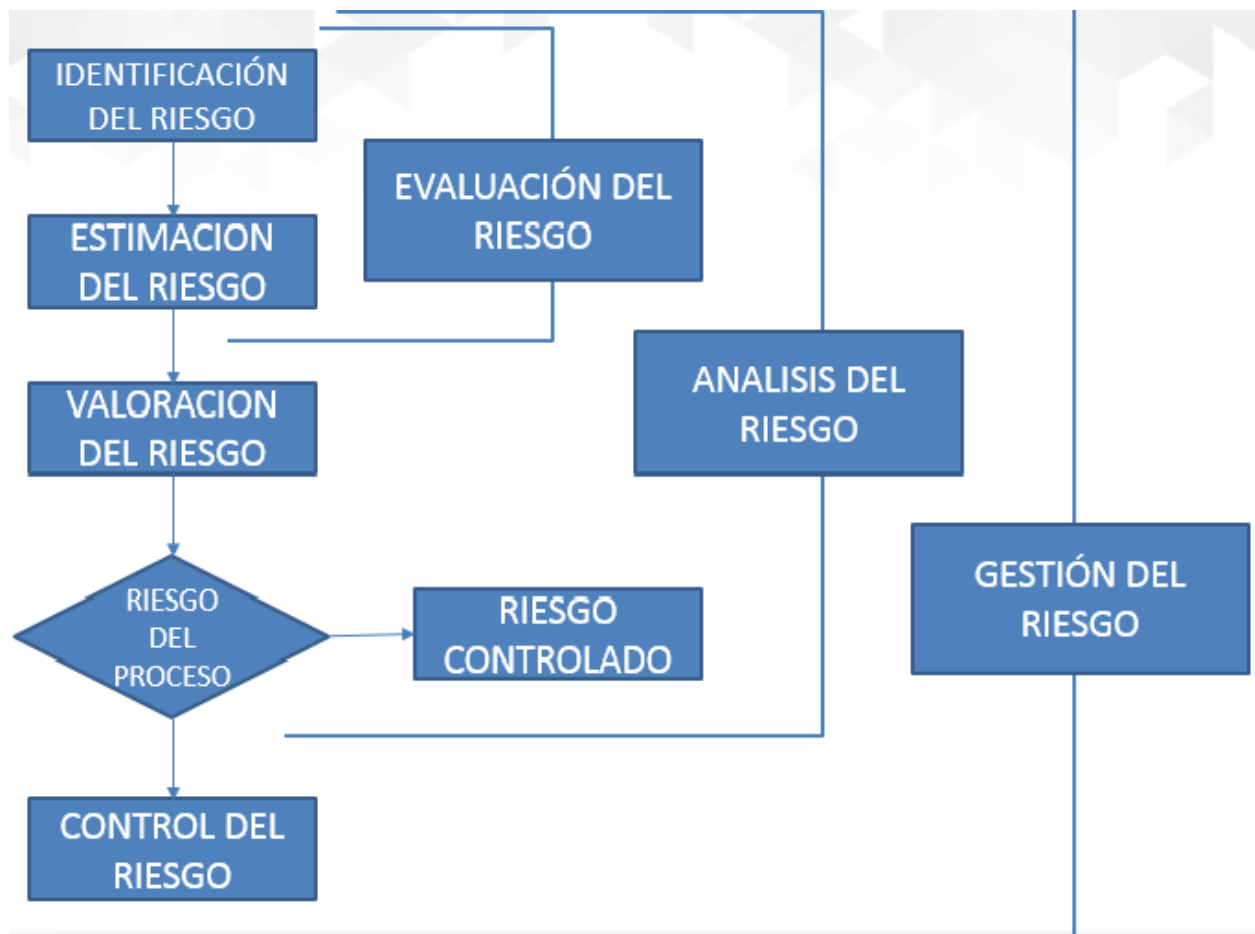 IDENTIFICACIÓN
DEL RIESGO
EVALUACIÓN DEL
RIESGO
ESTIMACION
DEL RIESGO
ANALISIS DEL
RIESGO
VALORACION
DEL RIESGO
GESTIÓN DEL
RIESGO
RIESGO
DEL
PROCESO
RIESGO
CONTROLADO
CONTROL DEL
RIESGO